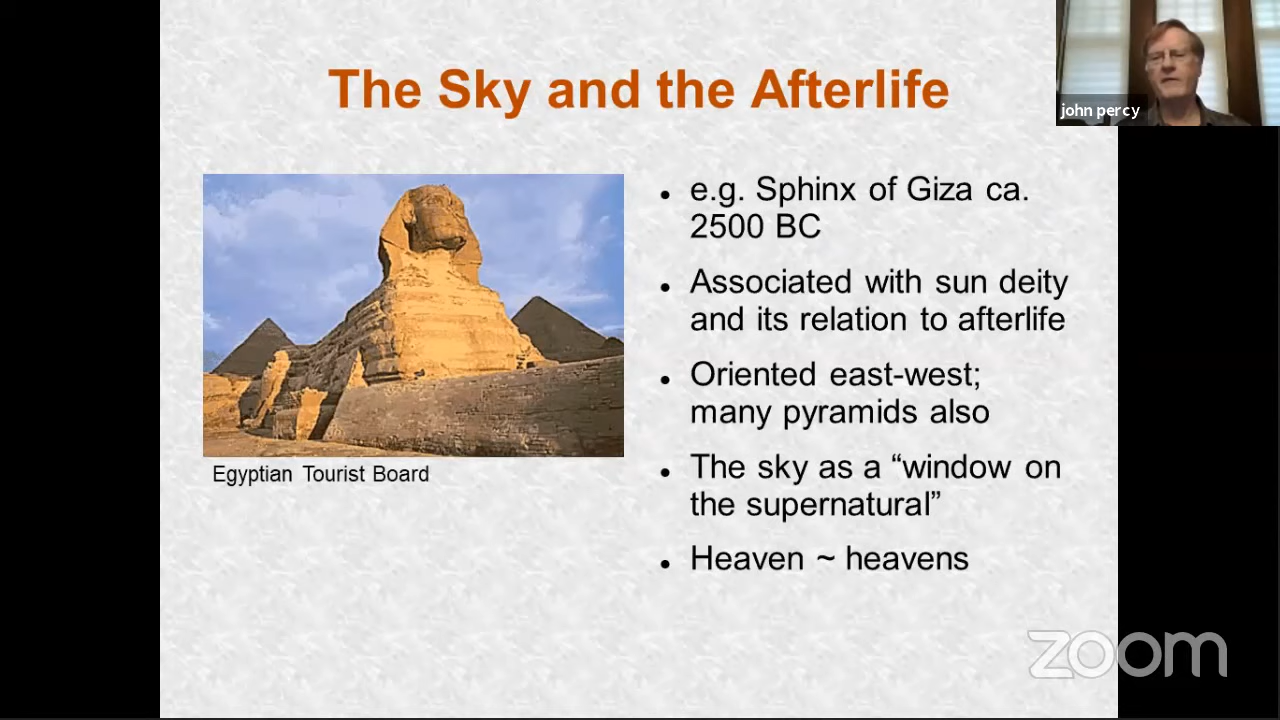 The Sky and the Afterlife
john percy
e.g. Sphinx of Giza ca.
2500 BC
Associated with sun deity
and its relation to afterlife
Oriented east-west;
many pyramids also
The sky as a “window on
the supernatural”
Heaven ~ heavens
Egyptian Tourist Board
zoom